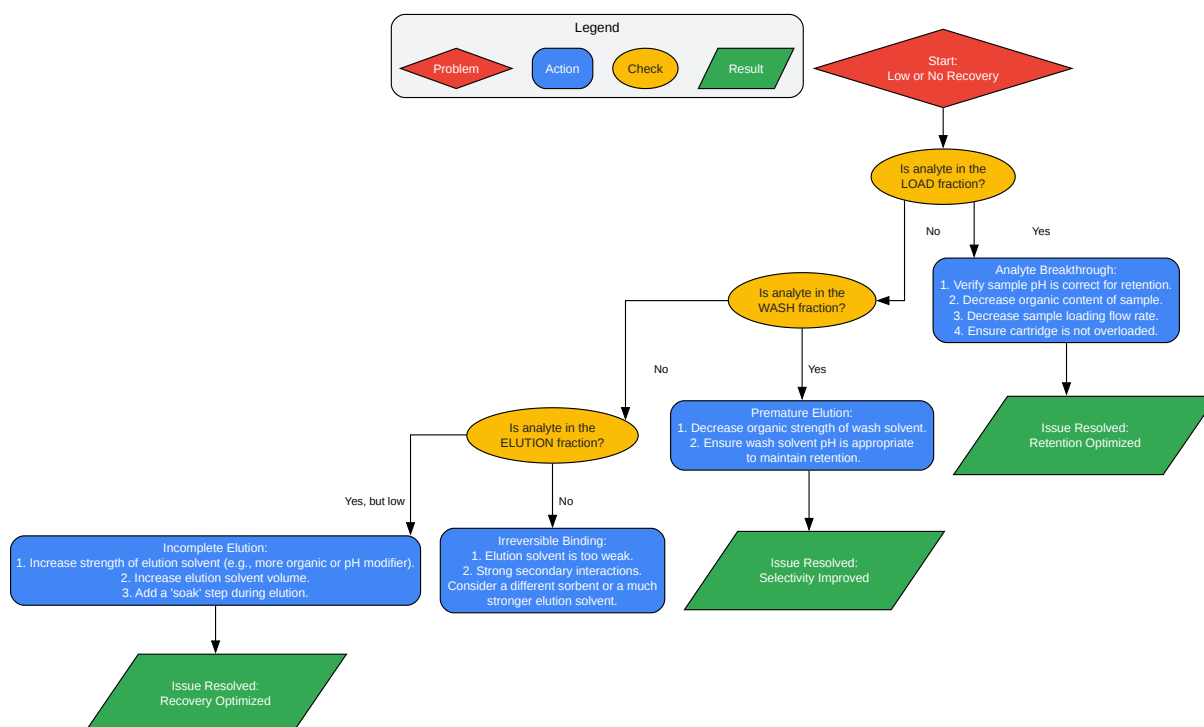 Legend
Problem
Action
Check
Result
Start:
Low or No Recovery
Is analyte in the
LOAD fraction?
No
Yes
Analyte Breakthrough:
1. Verify sample pH is correct for retention.
2. Decrease organic content of sample.
3. Decrease sample loading flow rate.
4. Ensure cartridge is not overloaded.
Is analyte in the
WASH fraction?
No
Yes
Issue Resolved:
Retention Optimized
Premature Elution:
1. Decrease organic strength of wash solvent.
2. Ensure wash solvent pH is appropriate
to maintain retention.
Is analyte in the
ELUTION fraction?
Yes, but low
No
Incomplete Elution:
1. Increase strength of elution solvent (e.g., more organic or pH modifier).
2. Increase elution solvent volume.
3. Add a 'soak' step during elution.
Irreversible Binding:
1. Elution solvent is too weak.
2. Strong secondary interactions.
Consider a different sorbent or a much
stronger elution solvent.
Issue Resolved:
Selectivity Improved
Issue Resolved:
Recovery Optimized